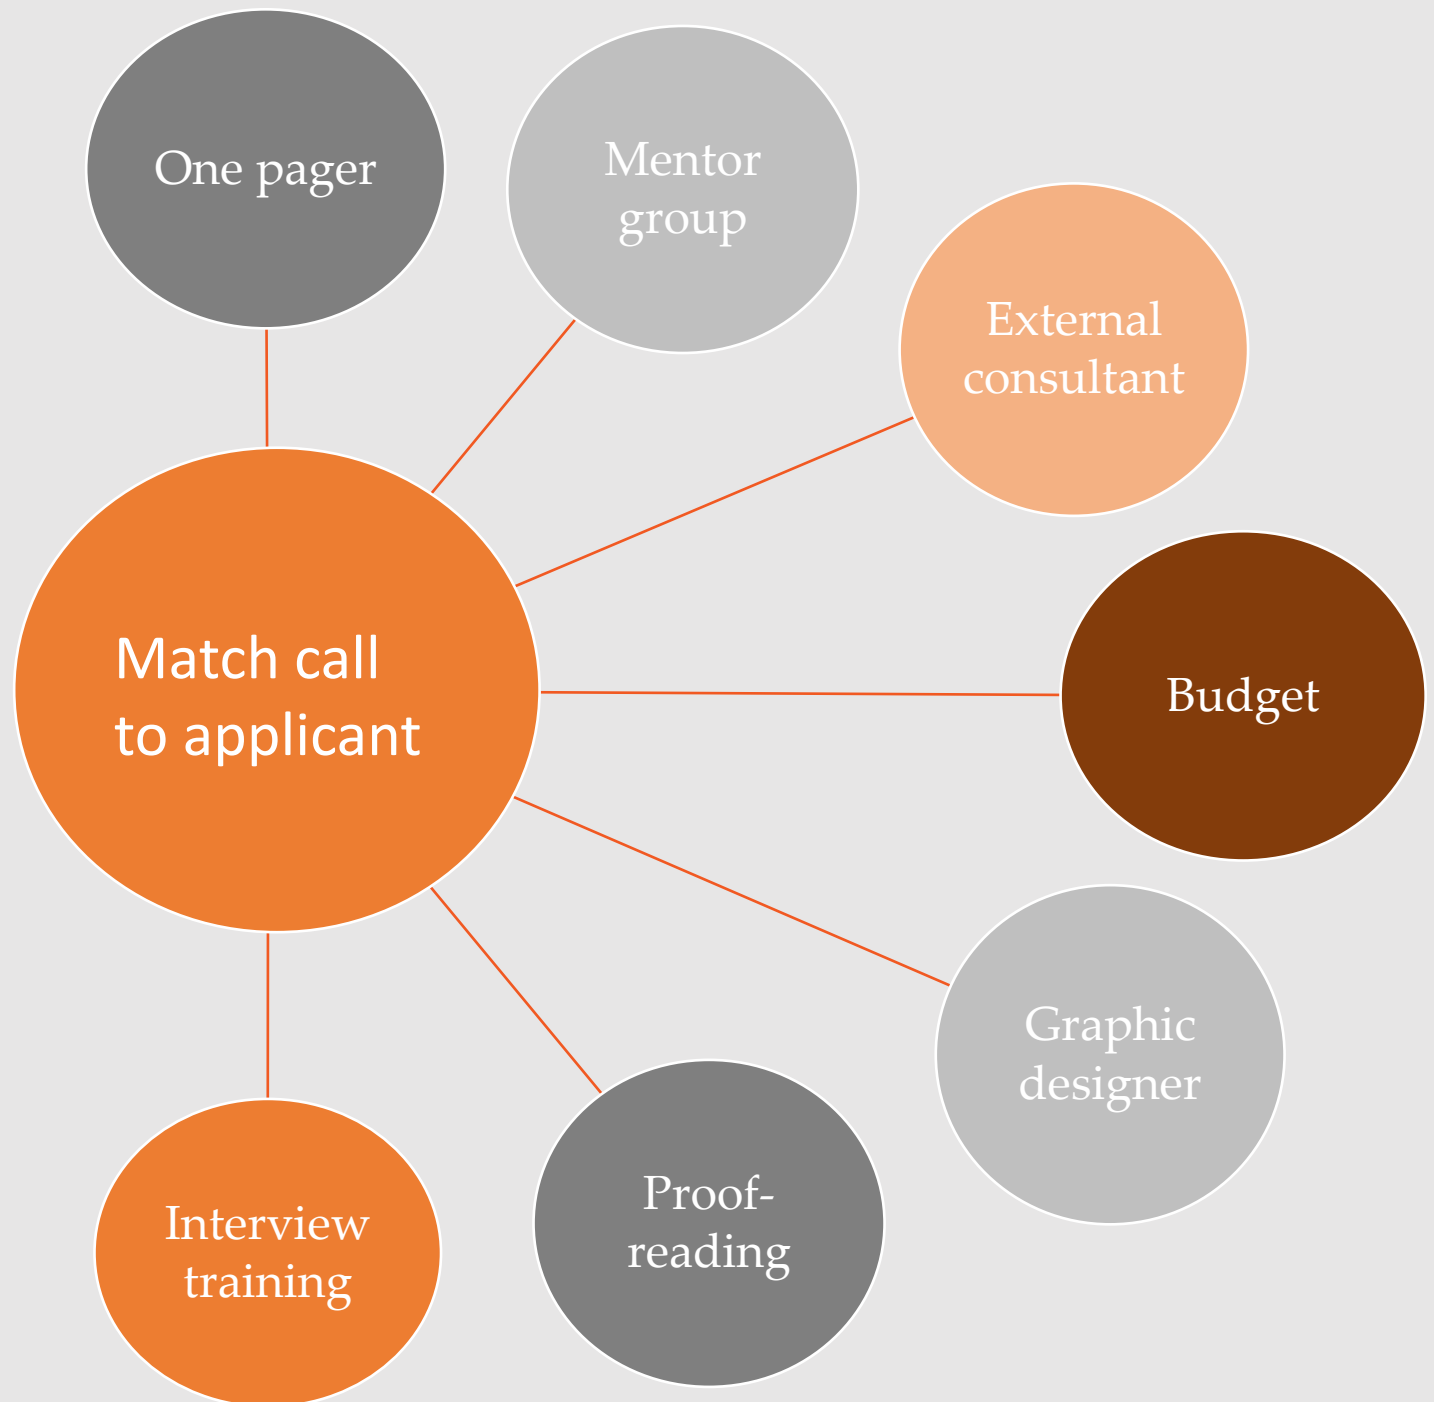 One pager
Mentor
group
External
consultant
Match call
to applicant
Budget
Graphic
designer
Proof-
reading
Interview
training